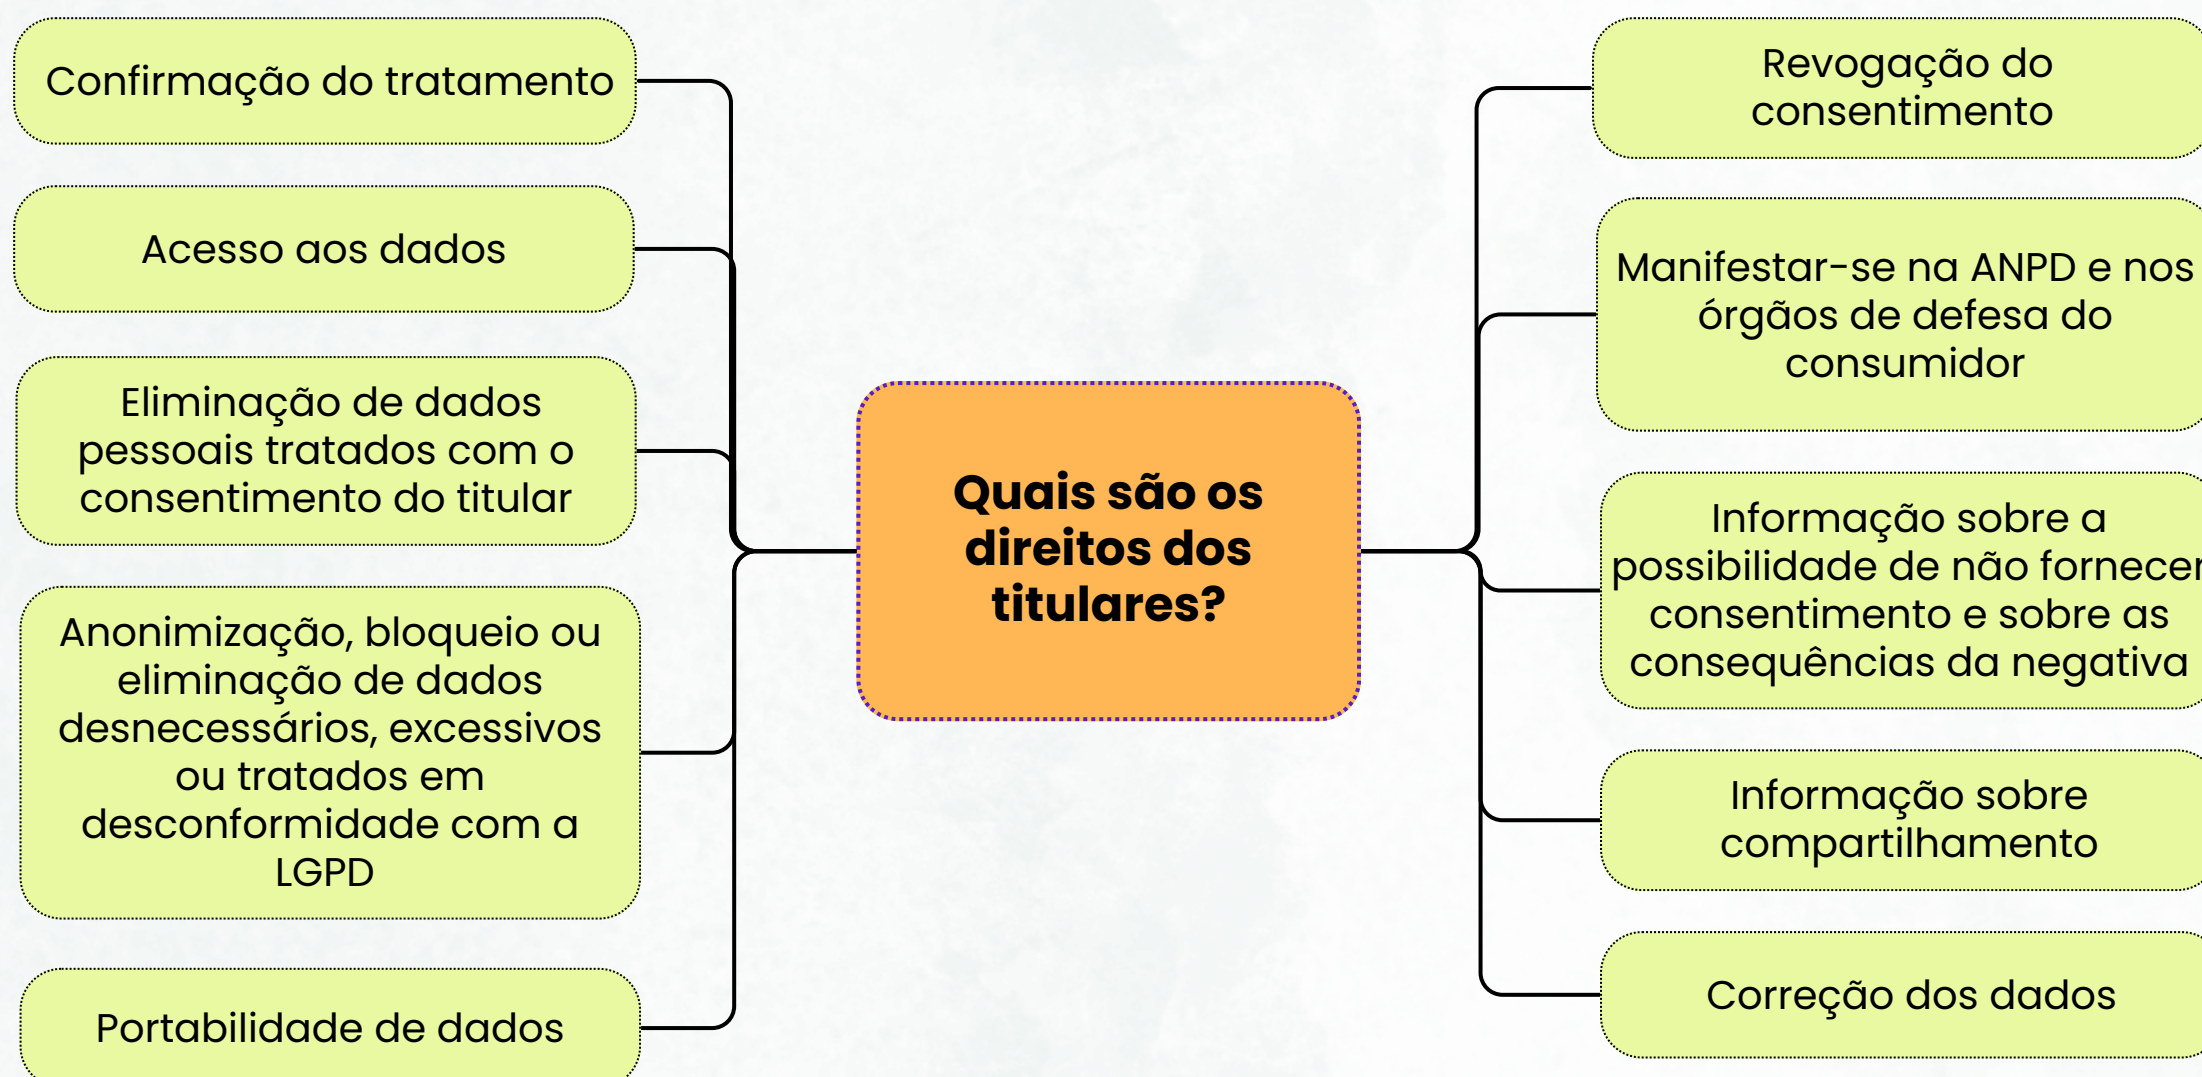 Confirmação do tratamento
Acesso aos dados
Eliminação de dados
pessoais tratados com o
consentimento do titular
Anonimização, bloqueio ou
eliminação de dados
desnecessários, excessivos
ou tratados em
desconformidade com a
LGPD
Portabilidade de dados
Quais são os
direitos dos
titulares?
Revogação do
consentimento
Manifestar-se na ANPD e nos
órgãos de defesa do
consumidor
Informação sobre a
possibilidade de não fornecer
consentimento e sobre as
consequências da negativa
Informação sobre
compartilhamento
Correção dos dados